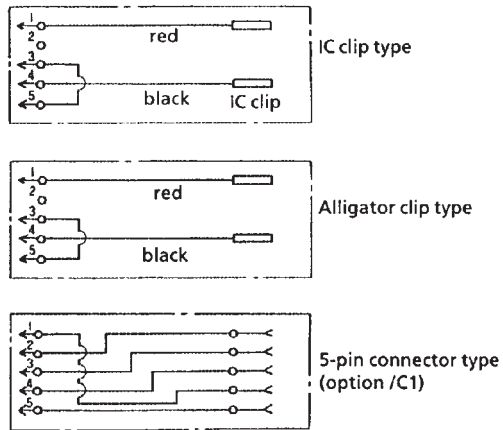 1
red
IC clip type
2
3
4
black
IC clip
5
1
red
2
Alligator clip type
3
4
black
5
1
2
5-pin connector type
3
(option /C1)
4
5